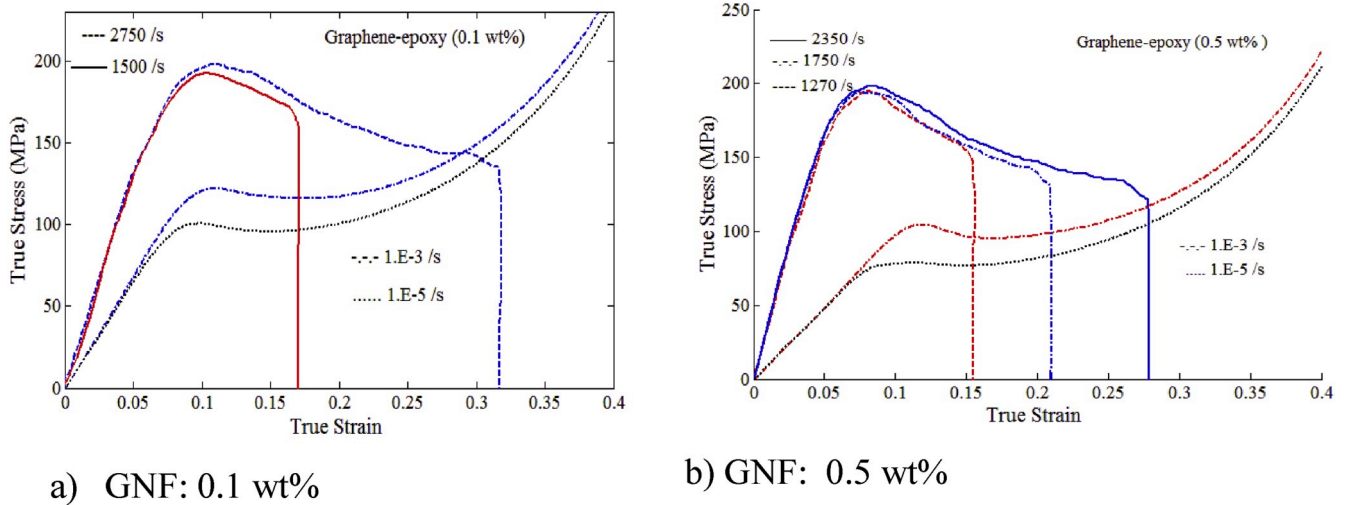 2750 /s
1500 /s
Graphene-epoxy (0.1 wt%)
200
150
100
50
0
True Stress (MPa)
1.E-3 /s
1.E-5 /s
0 0.05 0.1 0.15 0.2 0.25 0.3 0.35 0.4
True Strain
a) GNF: 0.1 wt%
250
2350 /s
1750 /s
1270 /s
Graphene-epoxy (0.5 wt% )
200
150
100
50
0
True Stress (MPa)
1.E-3 /s
1.E-5 /s
0 0.05 0.1 0.15 0.2 0.25 0.3 0.35 0.4
True Strain
b) GNF: 0.5 wt%